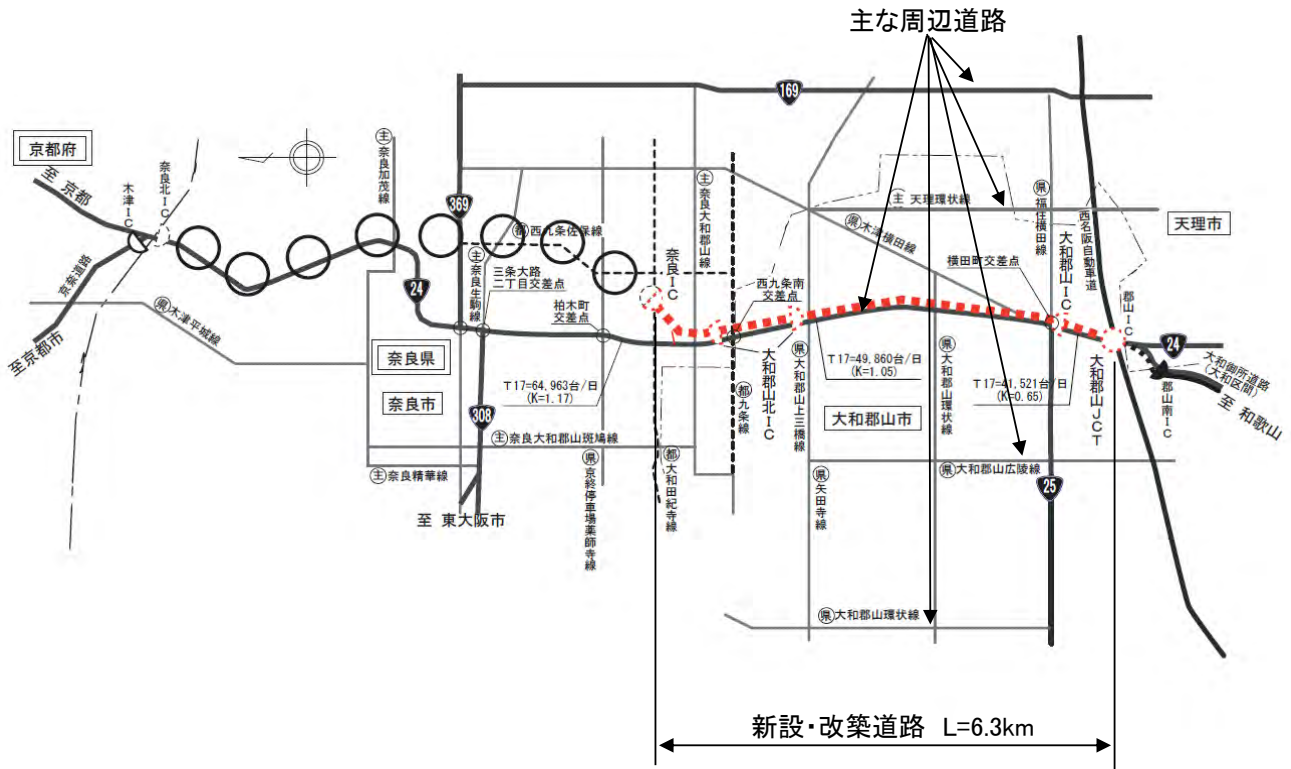 主な周辺道路
169
京都府
至 京都
木津IC
奈良北IC
㊟奈良加茂線
369
都西九条佐保線
主奈良大和郡山線
奈良IC
主 天理環状線
県木津横田線
県福住横田線
西名阪自動車道
天理市
京奈道路
至京都市
県木津平城線
24
主奈良生駒線
三条大路
二丁目交差点
柏木町
交差点
西九条南
交差点
横田町交差点
大和郡山IC
郡山IC
24
大和御所道路
(大和区間)
郡山南IC
至 和歌山
奈良県
奈良市
308
T17=64,963台/日
(K=1.17)
大和郡山北IC
都九条線
県大和郡山上三橋線
T17=49,860台/日
(K=1.05)
大和郡山市
県大和郡山環状線
T17=41,521台/日
(K=0.65)
大和郡山JCT
主奈良大和郡山斑鳩線
主奈良精華線
至 東大阪市
県京終停車場薬師寺線
都大和田紀寺線
県矢田寺線
県大和郡山広陵線
25
県大和郡山環状線
新設・改築道路 L=6.3km